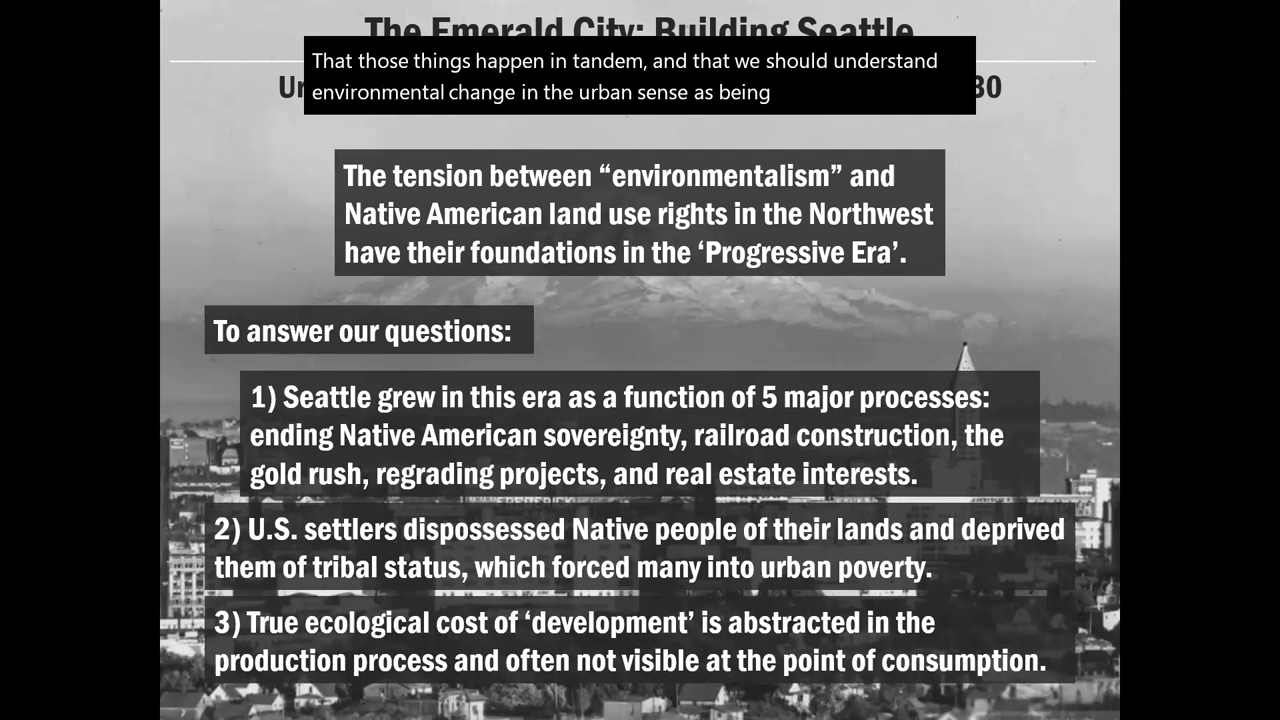 The Emerald City: Building Seattle
That those things happen in tandem, and that we should understand
environmental change in the urban sense as being
The tension between “environmentalism” and
Native American land use rights in the Northwest
have their foundations in the ‘Progressive Era’.
To answer our questions:
1) Seattle grew in this era as a function of 5 major processes:
ending Native American sovereignty, railroad construction, the
gold rush, regrading projects, and real estate interests.
2) U.S. settlers dispossessed Native people of their lands and deprived
them of tribal status, which forced many into urban poverty.
3) True ecological cost of ‘development’ is abstracted in the
production process and often not visible at the point of consumption.